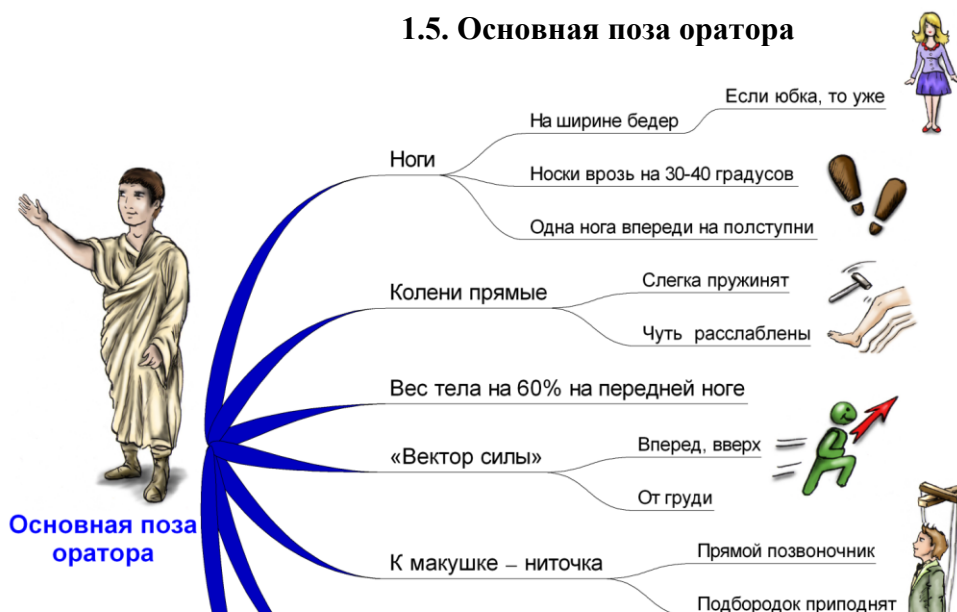 1.5. Основная поза оратора
Ноги
На ширине бедер
Если юбка, то уже
Носки врозь на 30-40 градусов
Одна нога впереди на полступни
Колени прямые
Слегка пружинят
Чуть расслаблены
Вес тела на 60% на передней ноге
«Вектор силы»
Вперед, вверх
От груди
К макушке – ниточка
Прямой позвоночник
Подбородок приподнят
Основная поза
оратора